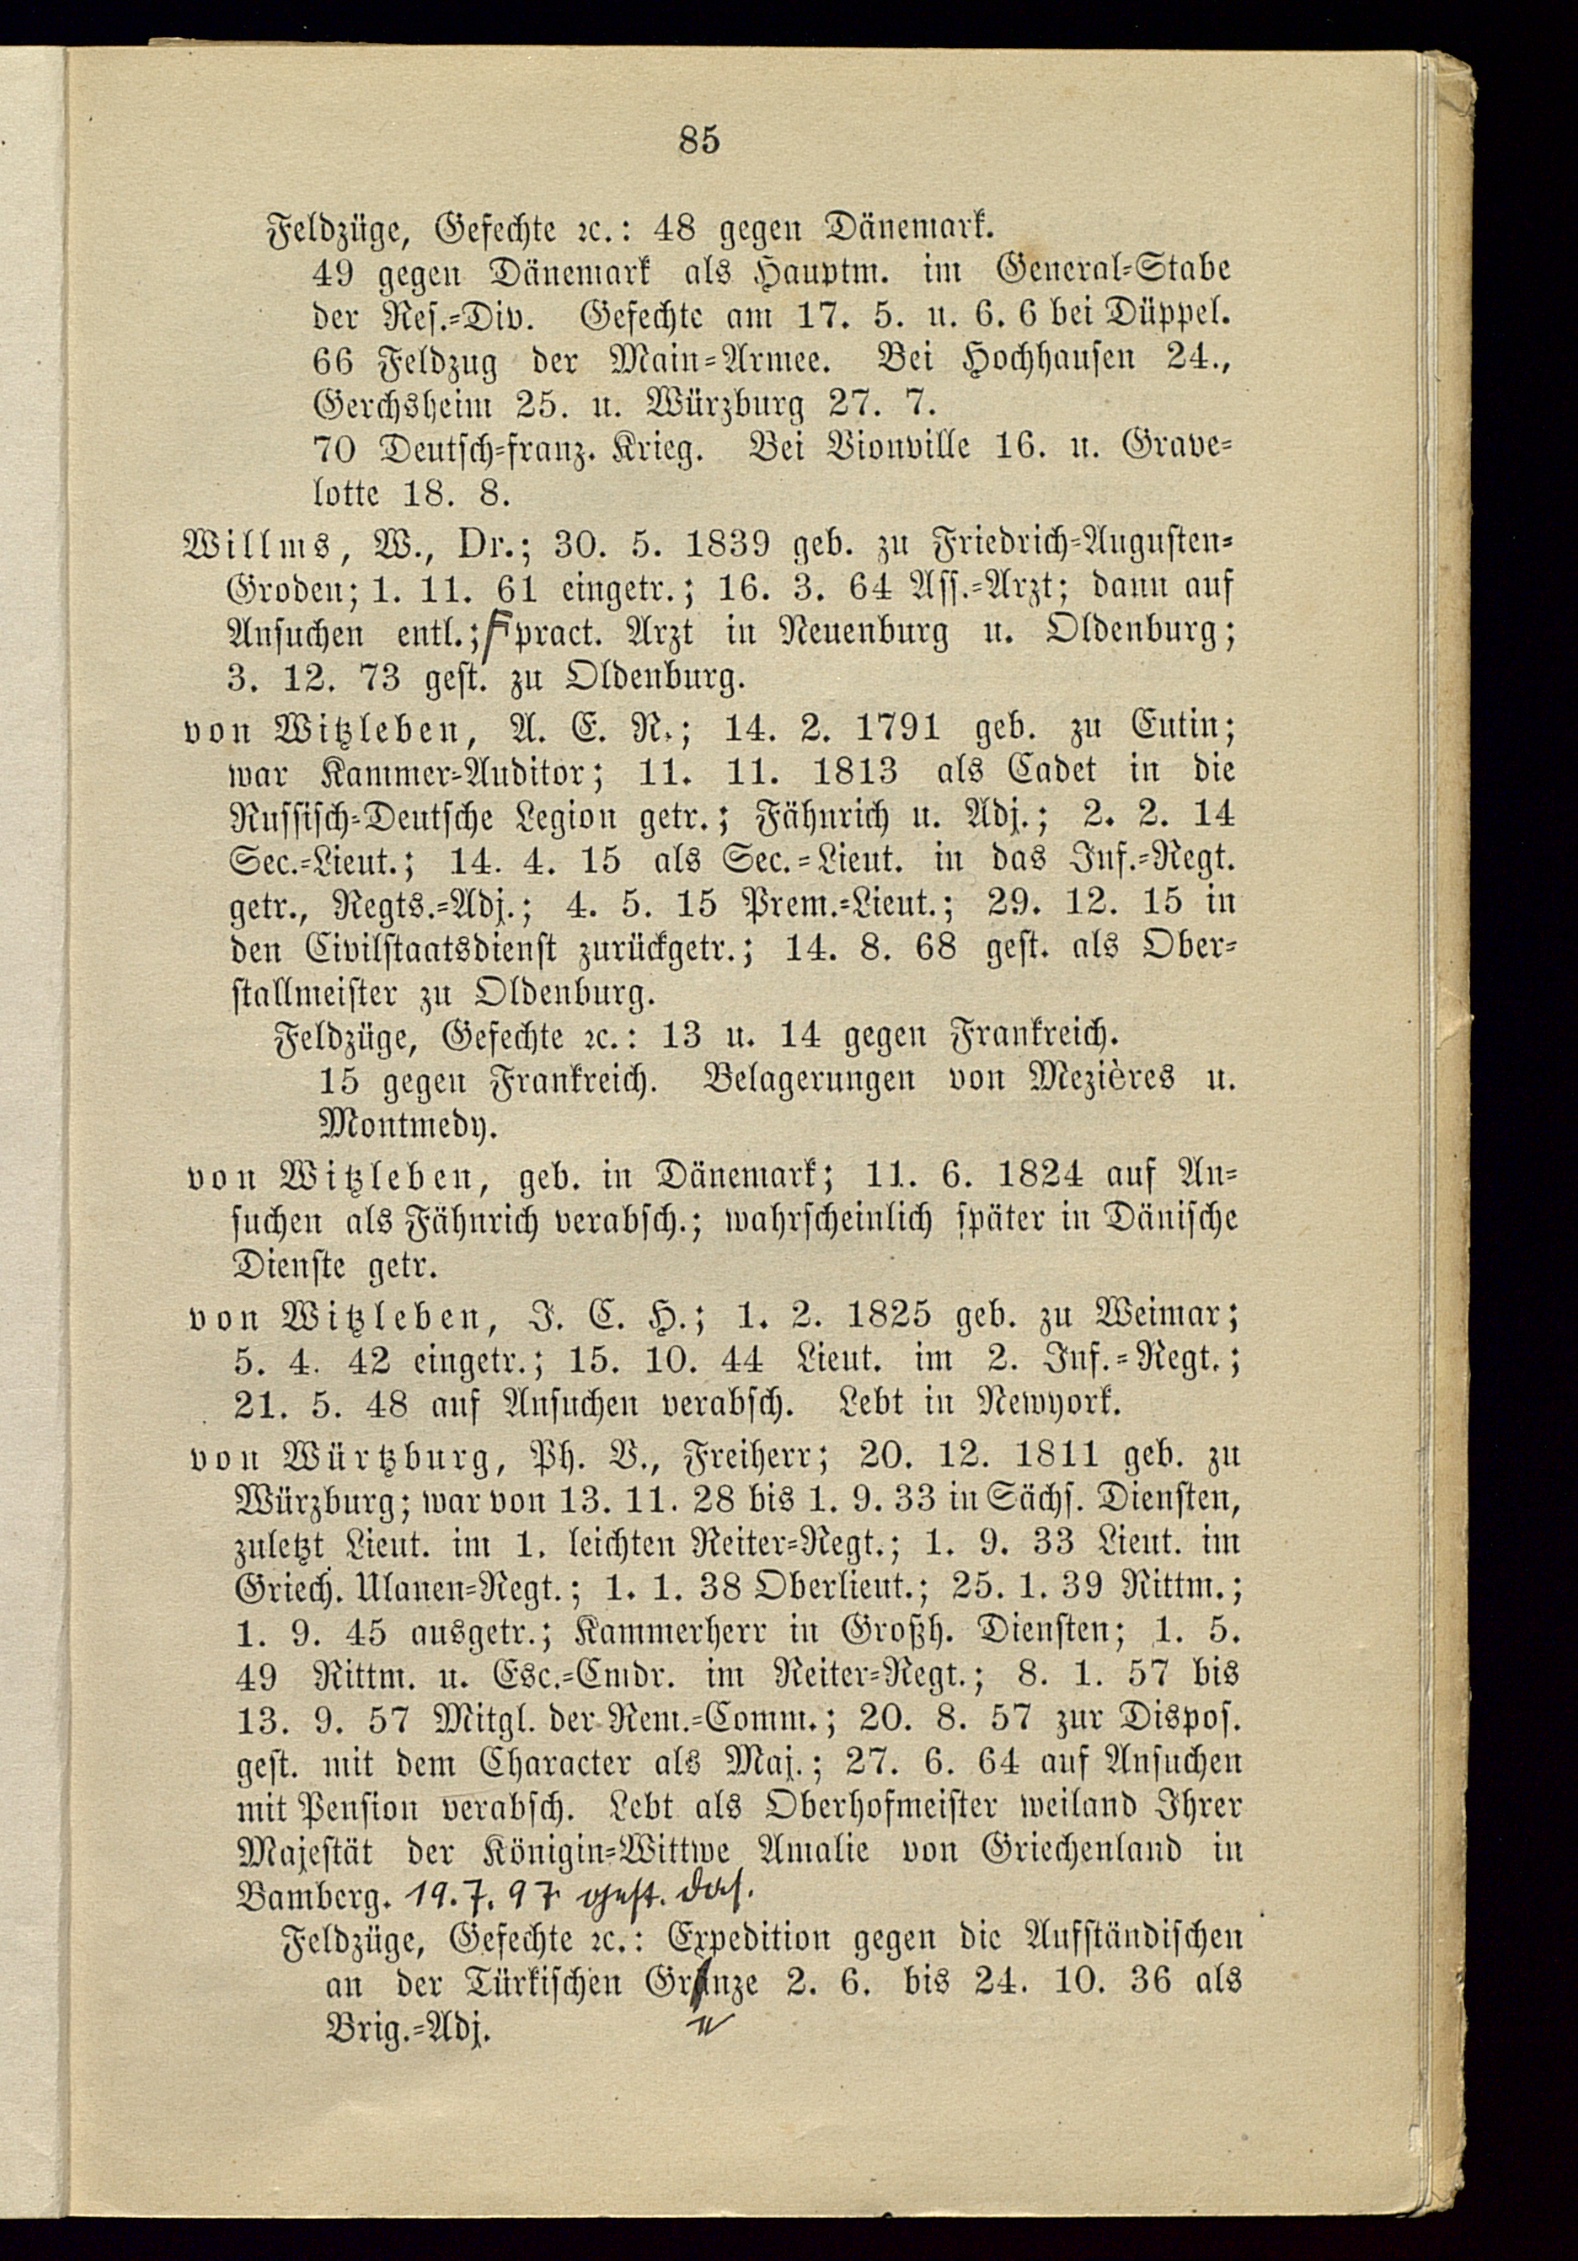 85
Feldzüge, Gefechte ꝛc.: 48 gegen Dänemark.
49 gegen Dänemark als Hauptm. im General-Stabe
der Res.-Div. Gefechte am 17. 5. u. 6. 6 bei Düppel.
66 Feldzug der Main-Armee. Bei Hochhausen 24.,
Gerchsheim 25. u. Würzburg 27. 7.
70 Deutsch-franz. Krieg. Bei Vionville 16. u. Grave-
lotte 18. 8.
Willms, W., Dr.; 30. 5. 1839 geb. zu Friedrich-Augusten-
Groden; 1. 11. 61 eingetr.; 16. 3. 64 Ass.-Arzt; dann auf
Ansuchen entl.; pract. Arzt in Neuenburg u. Oldenburg;
3. 12. 73 gest. zu Oldenburg.
von Witzleben, A. E. R.; 14. 2. 1791 geb. zu Eutin;
war Kammer-Auditor; 11. 11. 1813 als Cadet in die
Russisch-Deutsche Legion getr.; Fähnrich u. Adj.; 2. 2. 14
Sec.-Lieut.; 14. 4. 15 als Sec.-Lieut. in das Inf.-Regt.
getr., Regts.-Adj.; 4. 5. 15 Prem.-Lieut.; 29. 12. 15 in
den Civilstaatsdienst zurückgetr.; 14. 8. 68 gest. als Ober-
stallmeister zu Oldenburg.
Feldzüge, Gefechte ꝛc.: 13 u. 14 gegen Frankreich.
15 gegen Frankreich. Belagerungen von Mezières u.
Montmedy.
von Witzleben, geb. in Dänemark; 11. 6. 1824 auf An-
suchen als Fähnrich verabsch.; wahrscheinlich später in Dänische
Dienste getr.
von Witzleben, J. C. H.; 1. 2. 1825 geb. zu Weimar;
5. 4. 42 eingetr.; 15. 10. 44 Lieut. im 2. Inf.-Regt.;
21. 5. 48 auf Ansuchen verabsch. Lebt in Newyork.
von Würtzburg, Ph. V., Freiherr; 20. 12. 1811 geb. zu
Würzburg; war von 13. 11. 28 bis 1. 9. 33 in Sächs. Diensten,
zuletzt Lieut. im 1. leichten Reiter-Regt.; 1. 9. 33 Lieut. im
Griech. Ulanen-Regt.; 1. 1. 38 Oberlieut.; 25. 1. 39 Rittm.;
1. 9. 45 ausgetr.; Kammerherr in Großh. Diensten; 1. 5.
49 Rittm. u. Esc.-Cmdr. im Reiter-Regt.; 8. 1. 57 bis
13. 9. 57 Mitgl. der Rem.-Comm.; 20. 8. 57 zur Dispos.
gest. mit dem Character als Maj.; 27. 6. 64 auf Ansuchen
mit Pension verabsch. Lebt als Oberhofmeister weiland Ihrer
Majestät der Königin-Wittwe Amalie von Griechenland in
Bamberg. 19. 7. 97 gest. das.
Feldzüge, Gefechte ꝛc.: Expedition gegen die Aufständischen
an der Türkischen Gränze 2. 6. bis 24. 10. 36 als
Brig.-Adj.